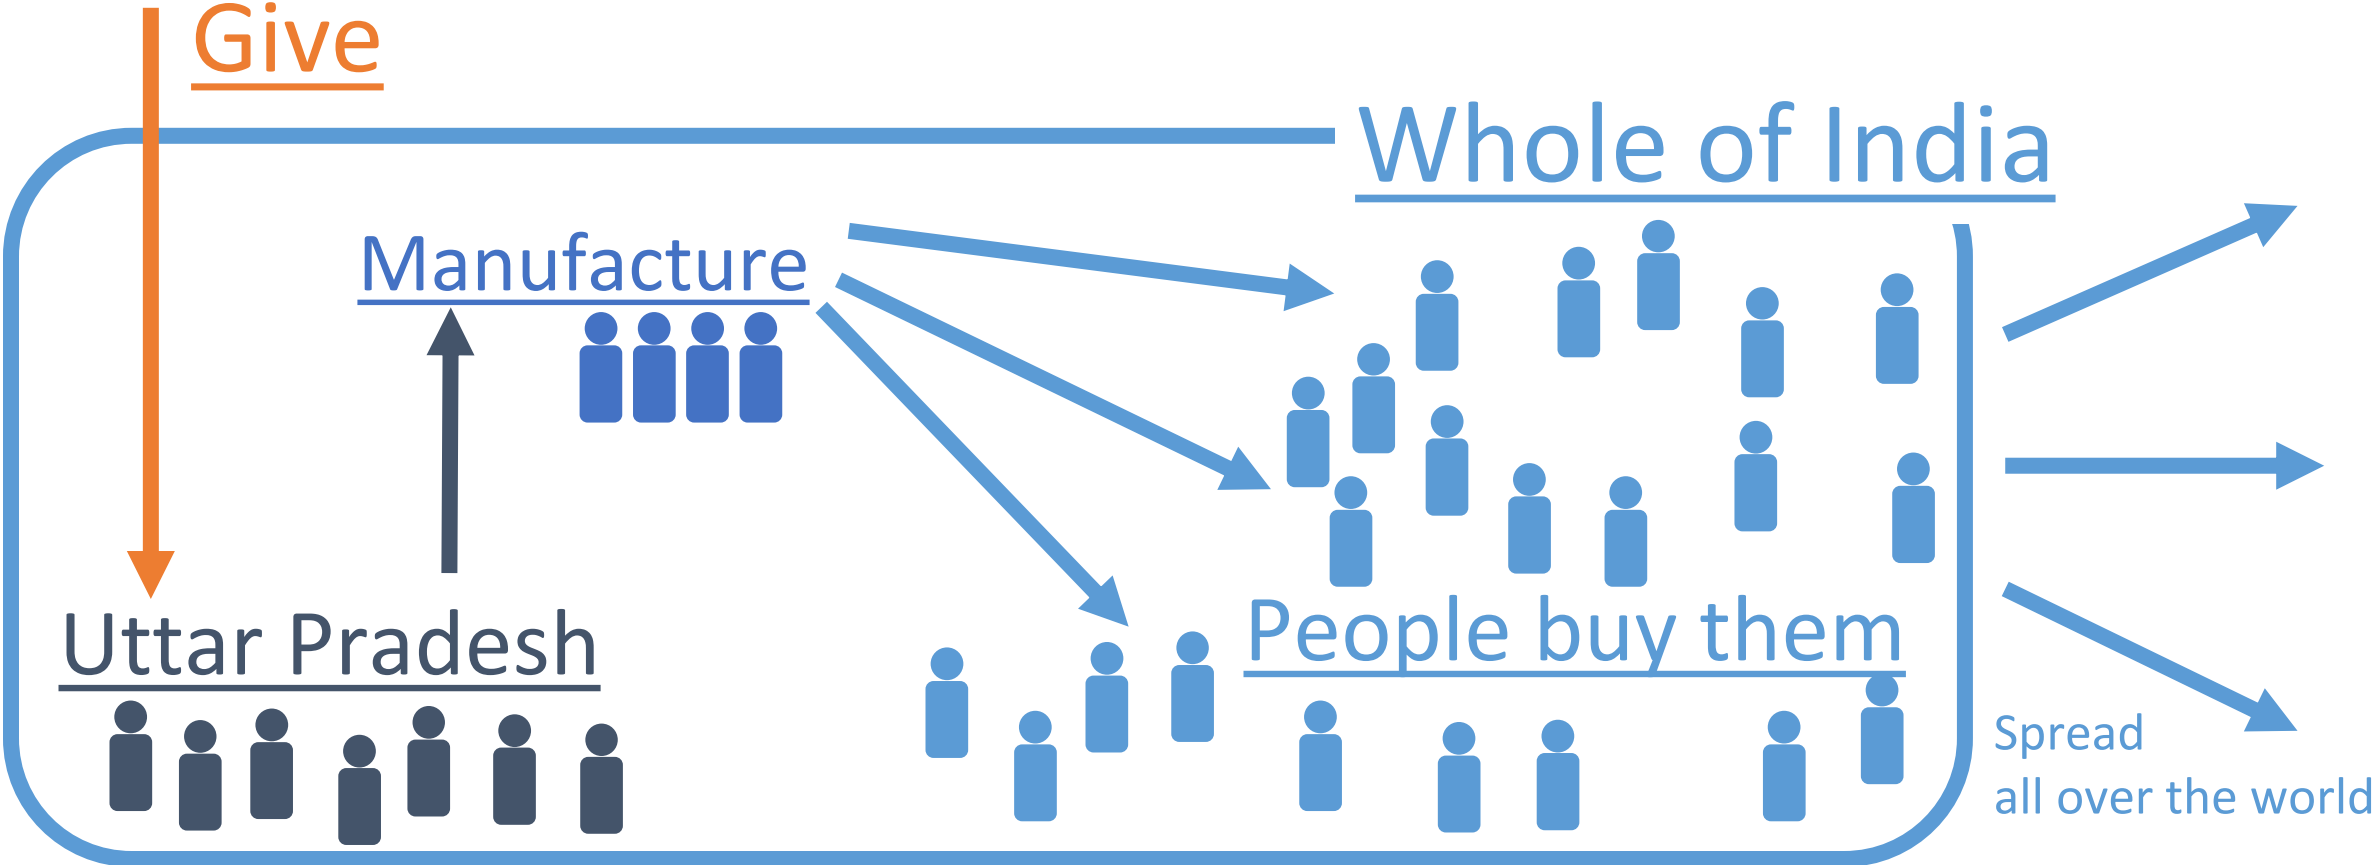 Give
Whole of India
Manufacture
Uttar Pradesh
People buy them
Spread
all over the world